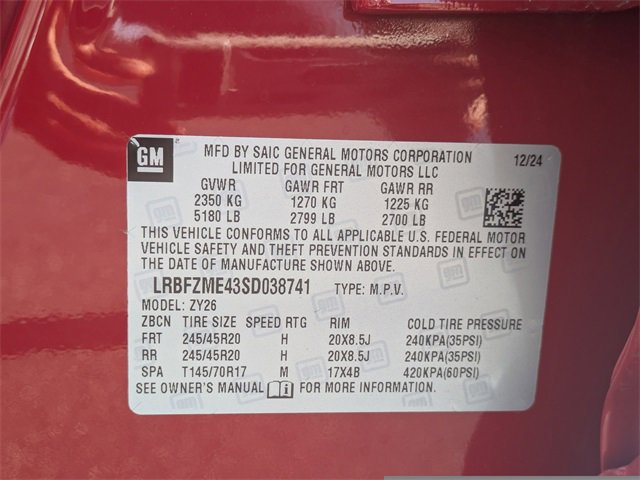 GM
MFD BY SAIC GENERAL MOTORS CORPORATION 12/24
LIMITED FOR GENERAL MOTORS LLC
GVWR GAWR FRT GAWR RR
2350 KG 1270 KG 1225 KG
5180 LB 2799 LB 2700 LB
THIS VEHICLE CONFORMS TO ALL APPLICABLE U.S. FEDERAL MOTOR
VEHICLE SAFETY AND THEFT PREVENTION STANDARDS IN EFFECT ON
THE DATE OF MANUFACTURE SHOWN ABOVE.
LRBFZME43SD038741 TYPE: M.P.V.
MODEL: ZY26
ZBCN TIRE SIZE SPEED RTG RIM COLD TIRE PRESSURE
FRT 245/45R20 H 20X8.5J 240KPA(35PSI)
RR 245/45R20 H 20X8.5J 240KPA(35PSI)
SPA T145/70R17 M 17X4B 420KPA(60PSI)
SEE OWNER'S MANUAL FOR MORE INFORMATION.